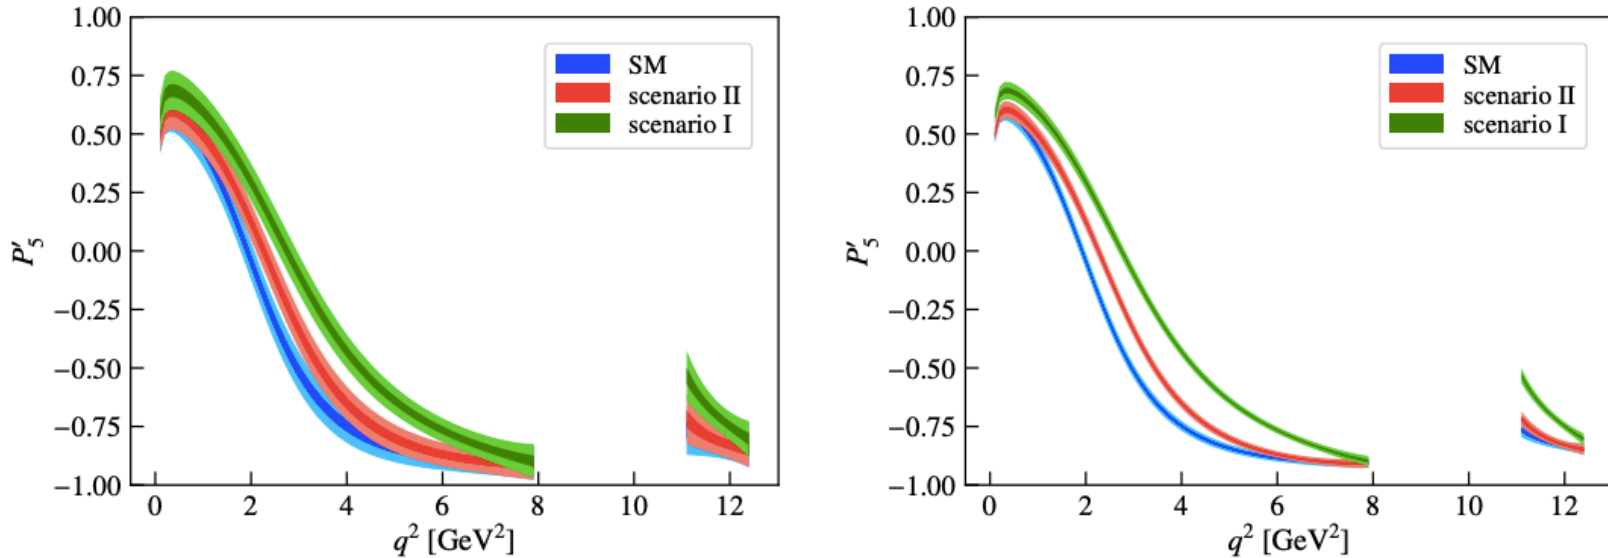 1.00
0.75
0.50
0.25
0.00
−0.25
−0.50
−0.75
−1.00
P′5
0 2 4 6 8 10 12
q² [GeV²]
SM
scenario II
scenario I
1.00
0.75
0.50
0.25
0.00
−0.25
−0.50
−0.75
−1.00
P′5
0 2 4 6 8 10 12
q² [GeV²]
SM
scenario II
scenario I